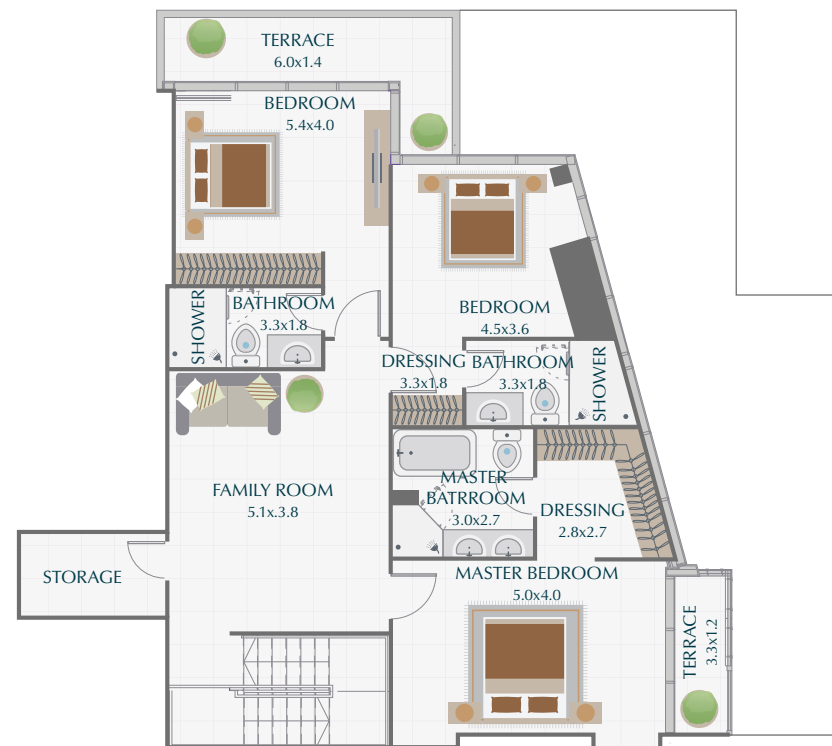 TERRACE
6.0x1.4
BEDROOM
5.4x4.0
BATHROOM
3.3x1.8
SHOWER
BEDROOM
4.5x3.6
DRESSING
3.3x1.8
BATHROOM
3.3x1.8
SHOWER
FAMILY ROOM
5.1x.3.8
MASTER
BATRROOM
3.0x2.7
DRESSING
2.8x2.7
STORAGE
MASTER BEDROOM
5.0x4.0
TERRACE
3.3x1.2